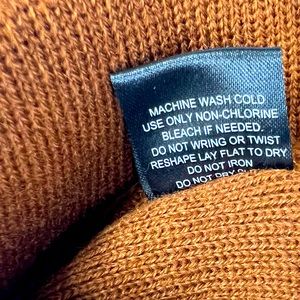 MACHINE WASH COLD
USE ONLY NON-CHLORINE
BLEACH IF NEEDED.
DO NOT WRING OR TWIST
RESHAPE LAY FLAT TO DRY
DO NOT IRON
DO NOT DRY